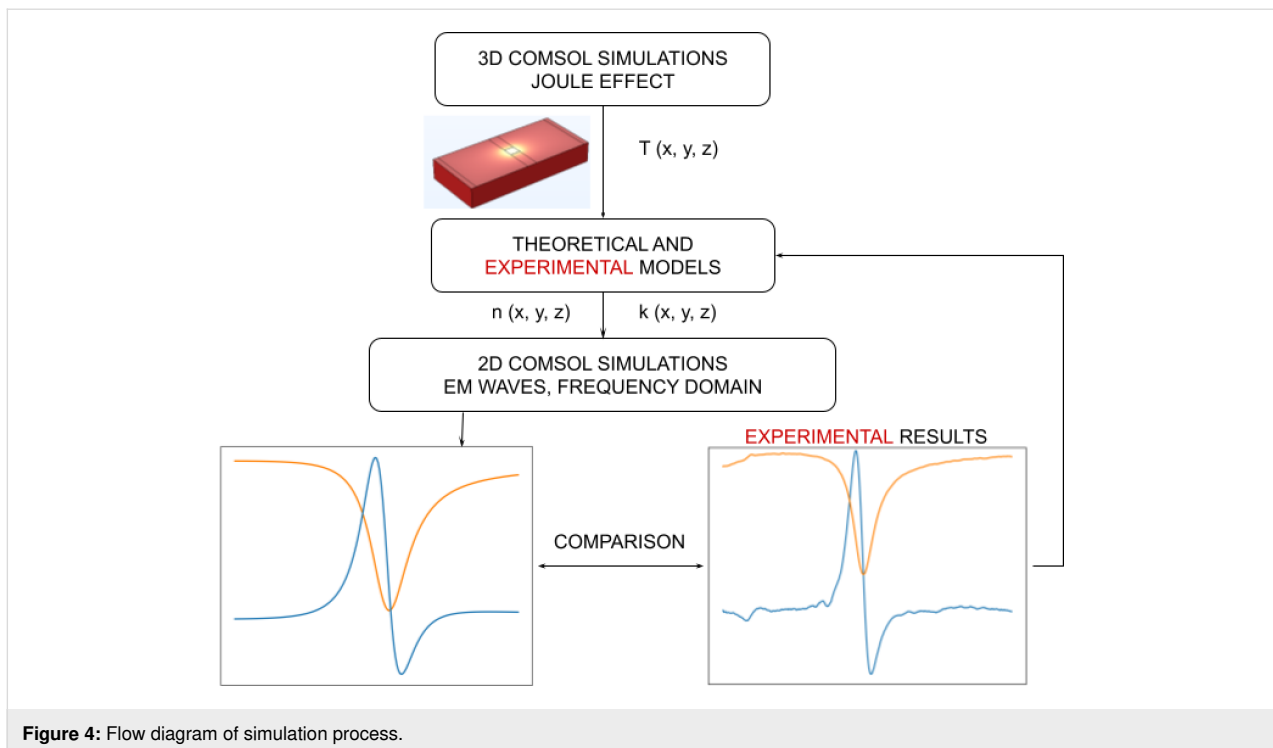 3D COMSOL SIMULATIONS
JOULE EFFECT
T (x, y, z)
THEORETICAL AND
EXPERIMENTAL MODELS
n (x, y, z)
k (x, y, z)
2D COMSOL SIMULATIONS
EM WAVES, FREQUENCY DOMAIN
EXPERIMENTAL RESULTS
COMPARISON
Figure 4: Flow diagram of simulation process.